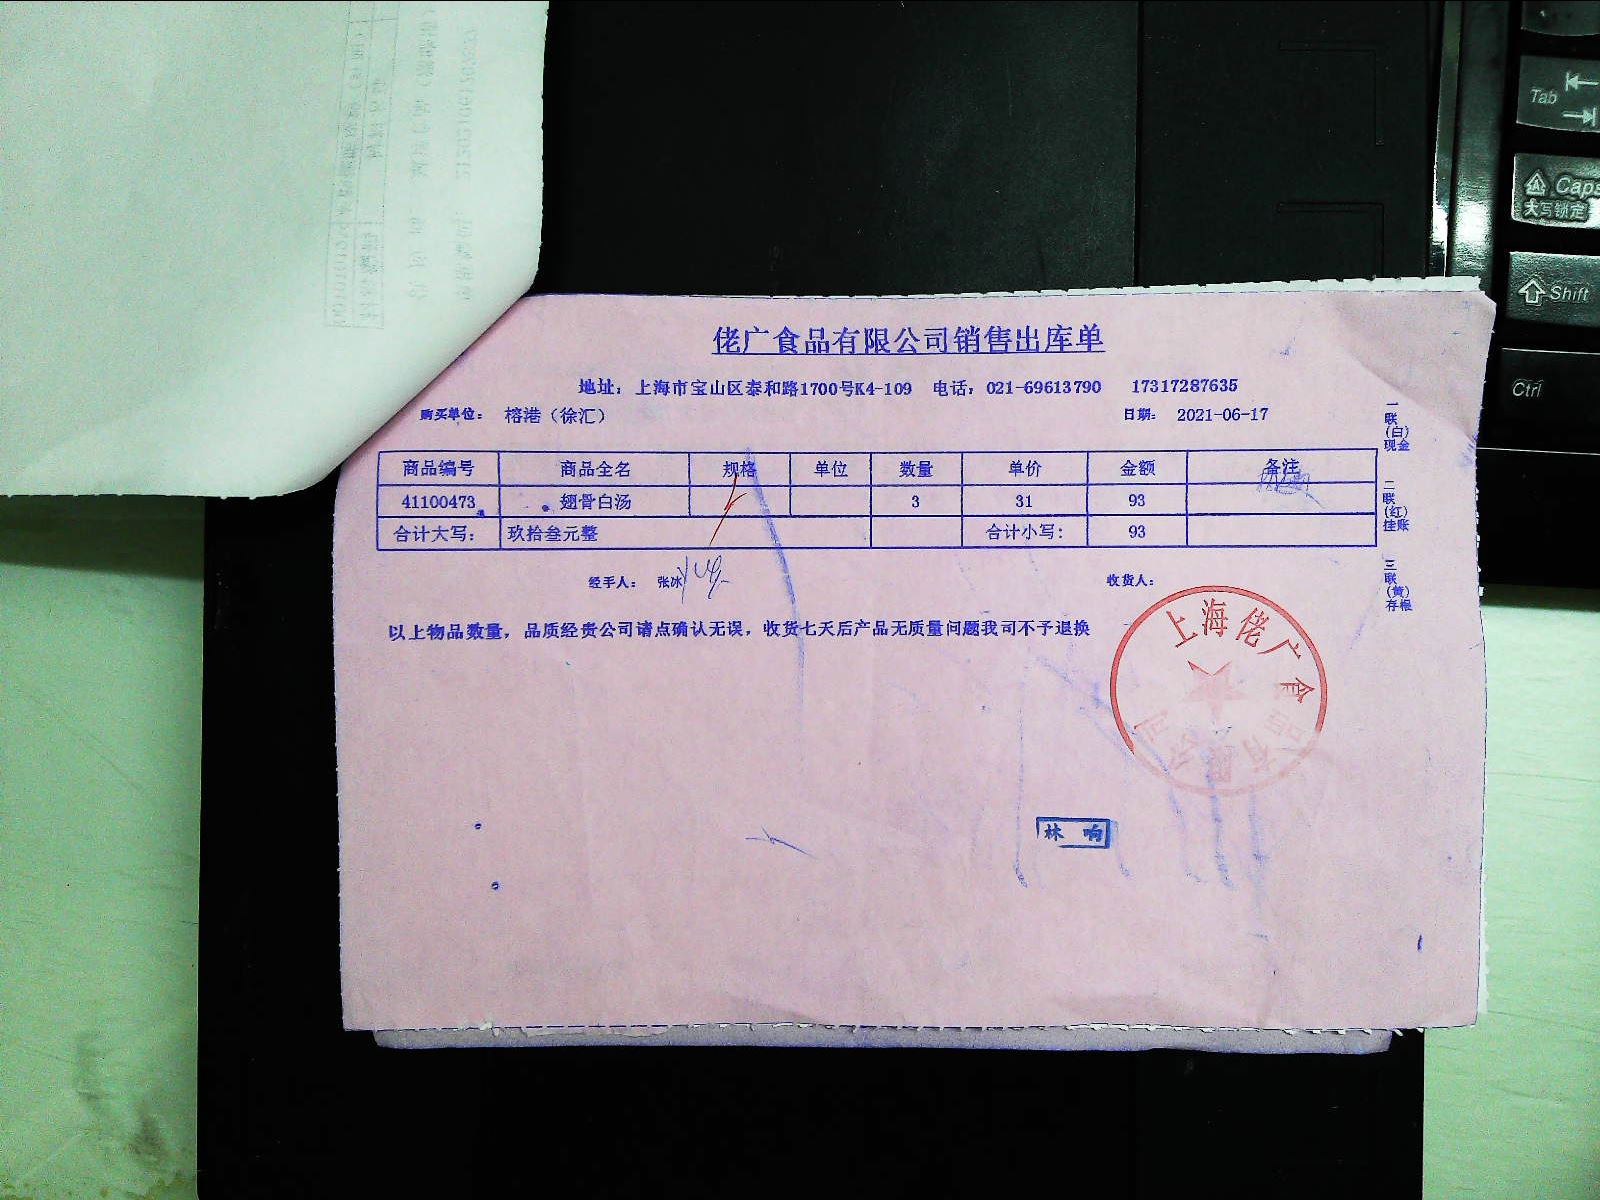 佬广食品有限公司销售出库单
地址：上海市宝山区泰和路1700号K4-109 电话：021-69613790 17317287635
购买单位： 榕港（徐汇） 日期： 2021-06-17
商品编号 商品全名 规格 单位 数量 单价 金额 备注
41100473 翅骨白汤 3 31 93
合计大写： 玖拾叁元整 合计小写： 93
经手人： 张冰 收货人：
以上物品数量，品质经贵公司请点确认无误，收货七天后产品无质量问题我司不予退换
一联(白)现金
二联(红)挂账
三联(黄)存根
上海佬广食品有限公司
林 响
Tab
Caps
大写锁定
Shift
Ctrl